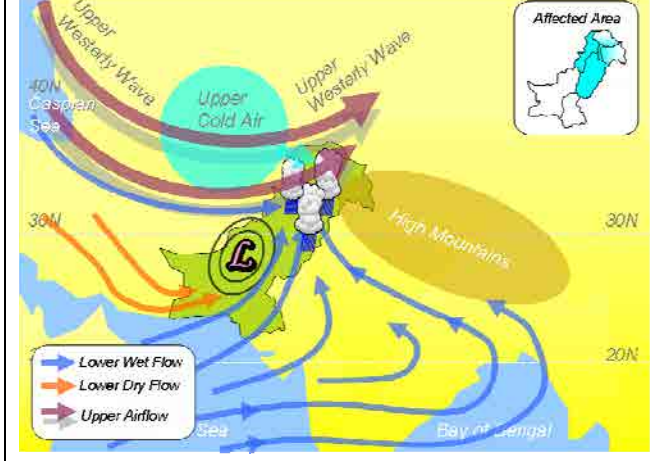 Upper
Westerly Wave
Affected Area
Upper
Westerly Wave
40N
Caspian
Sea
Upper
Cold Air
30N
30N
High Mountains
L
20N
Lower Wet Flow
Lower Dry Flow
Upper Airflow
Sea
Bay of Bengal